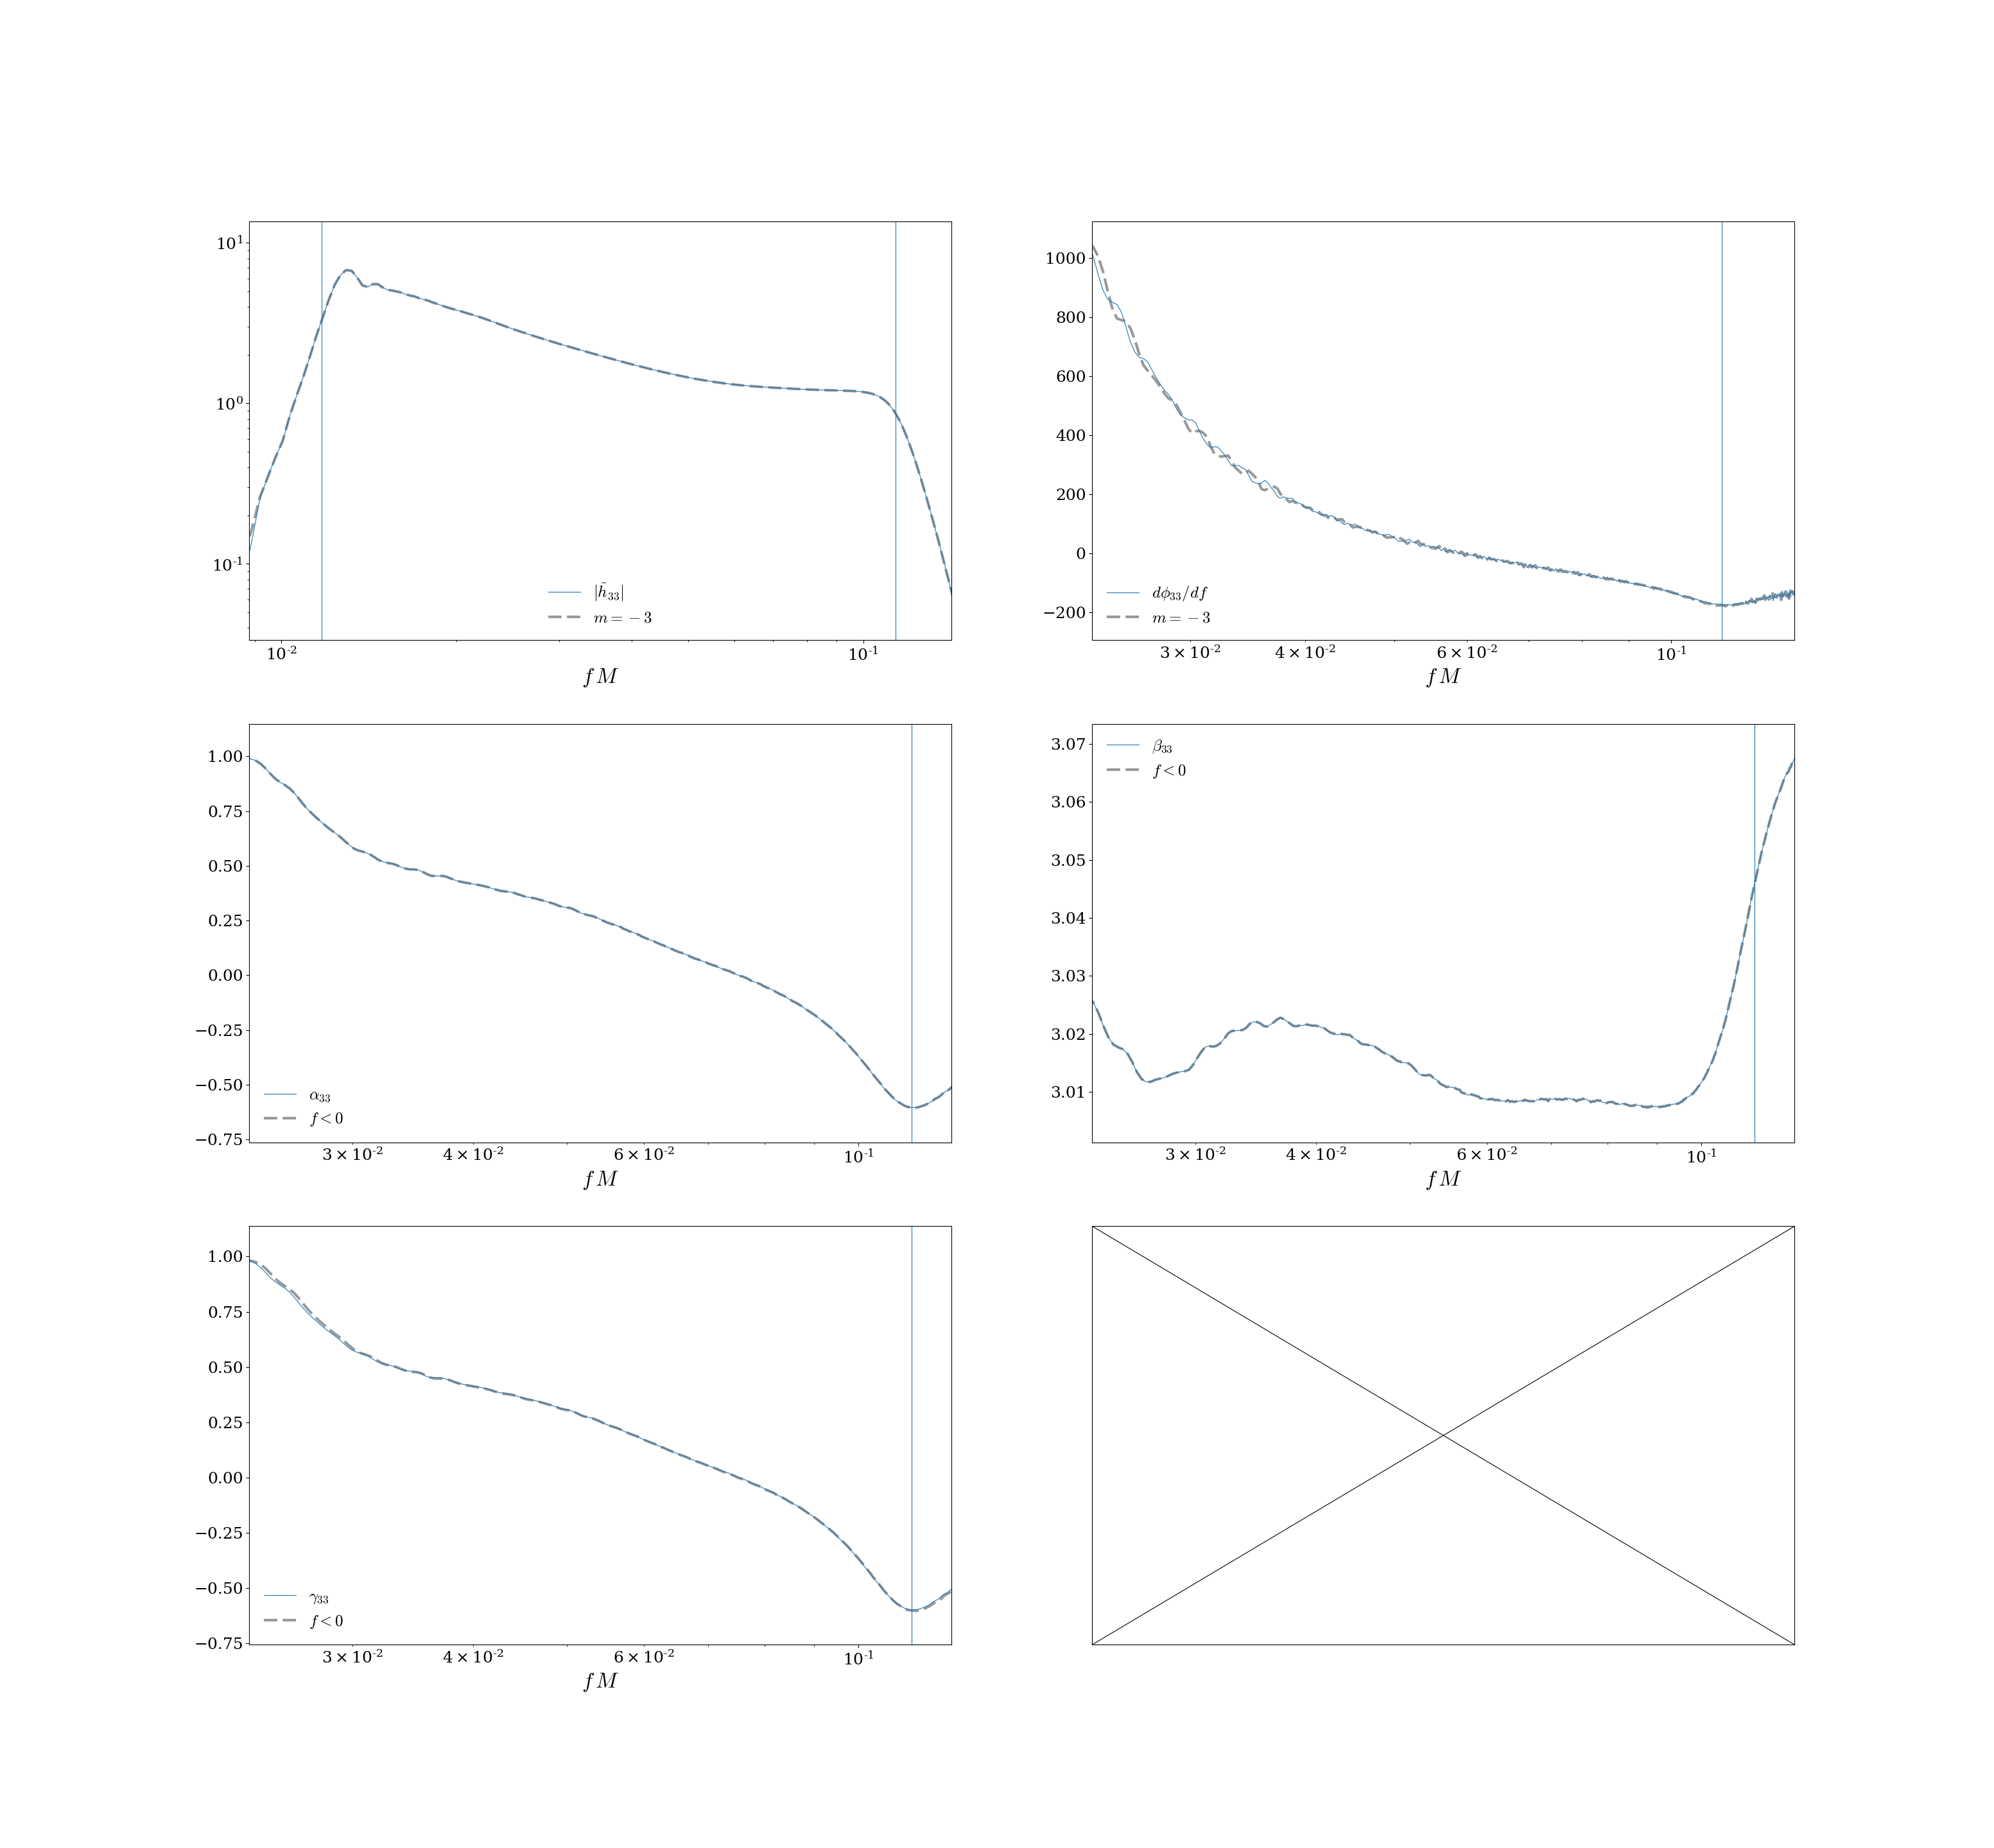 10¹
10⁰
10⁻¹
|h̃₃₃|
m = −3
10⁻² 10⁻¹
f M
1000
800
600
400
200
0
−200
dϕ₃₃/df
m = −3
3 × 10⁻² 4 × 10⁻² 6 × 10⁻² 10⁻¹
f M
1.00
0.75
0.50
0.25
0.00
−0.25
−0.50
−0.75
α₃₃
f < 0
3 × 10⁻² 4 × 10⁻² 6 × 10⁻² 10⁻¹
f M
β₃₃
f < 0
3.07
3.06
3.05
3.04
3.03
3.02
3.01
3 × 10⁻² 4 × 10⁻² 6 × 10⁻² 10⁻¹
f M
1.00
0.75
0.50
0.25
0.00
−0.25
−0.50
−0.75
γ₃₃
f < 0
3 × 10⁻² 4 × 10⁻² 6 × 10⁻² 10⁻¹
f M